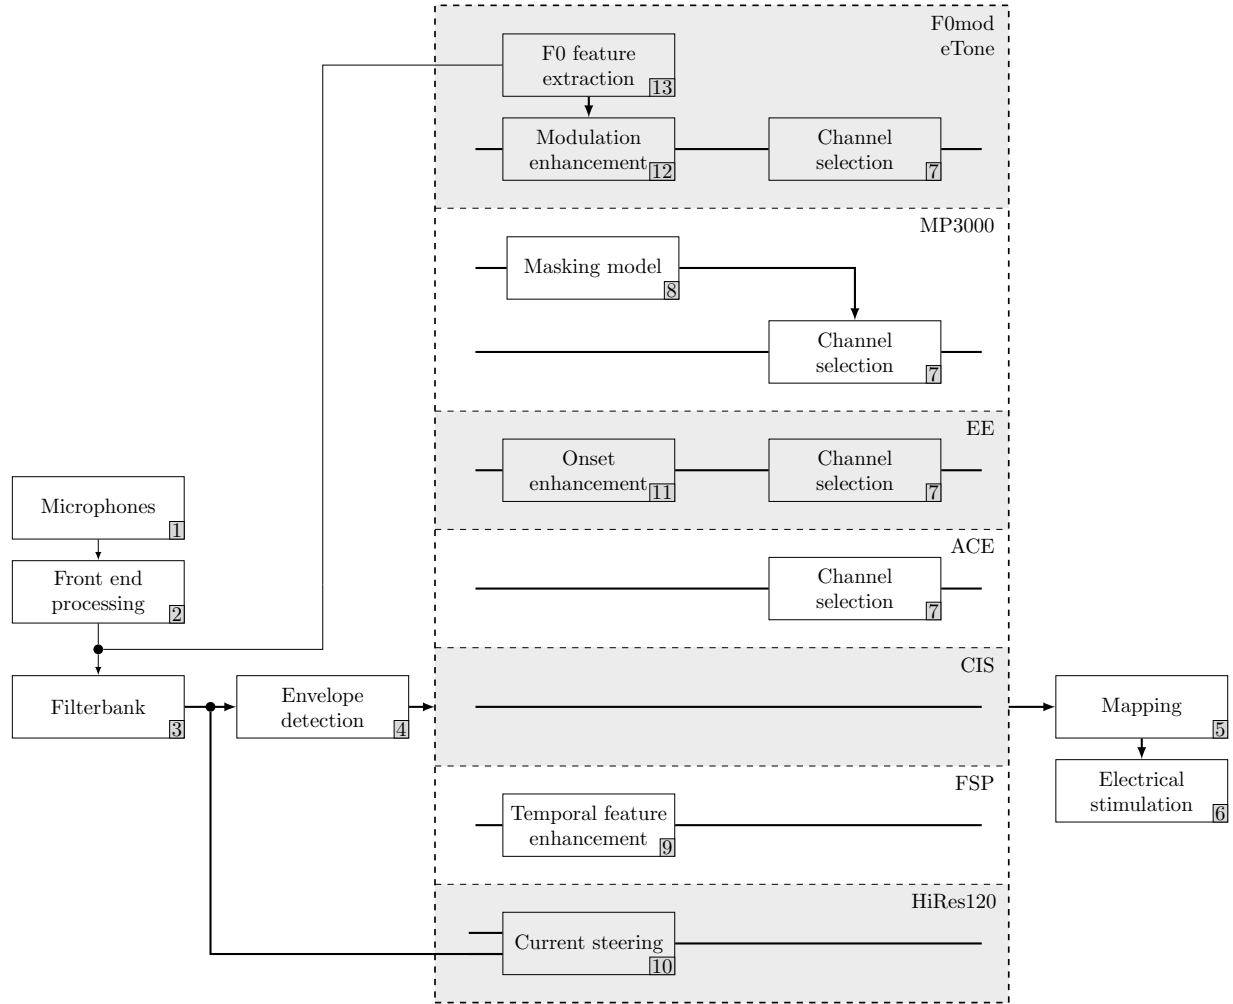 F0mod
eTone
F0 feature
extraction
13
Modulation
enhancement
12
Channel
selection
7
MP3000
Masking model
8
Channel
selection
7
EE
Onset
enhancement
11
Channel
selection
7
ACE
Channel
selection
7
Microphones
1
Front end
processing
2
Filterbank
3
Envelope
detection
4
CIS
Mapping
5
Electrical
stimulation
6
FSP
Temporal feature
enhancement
9
HiRes120
Current steering
10